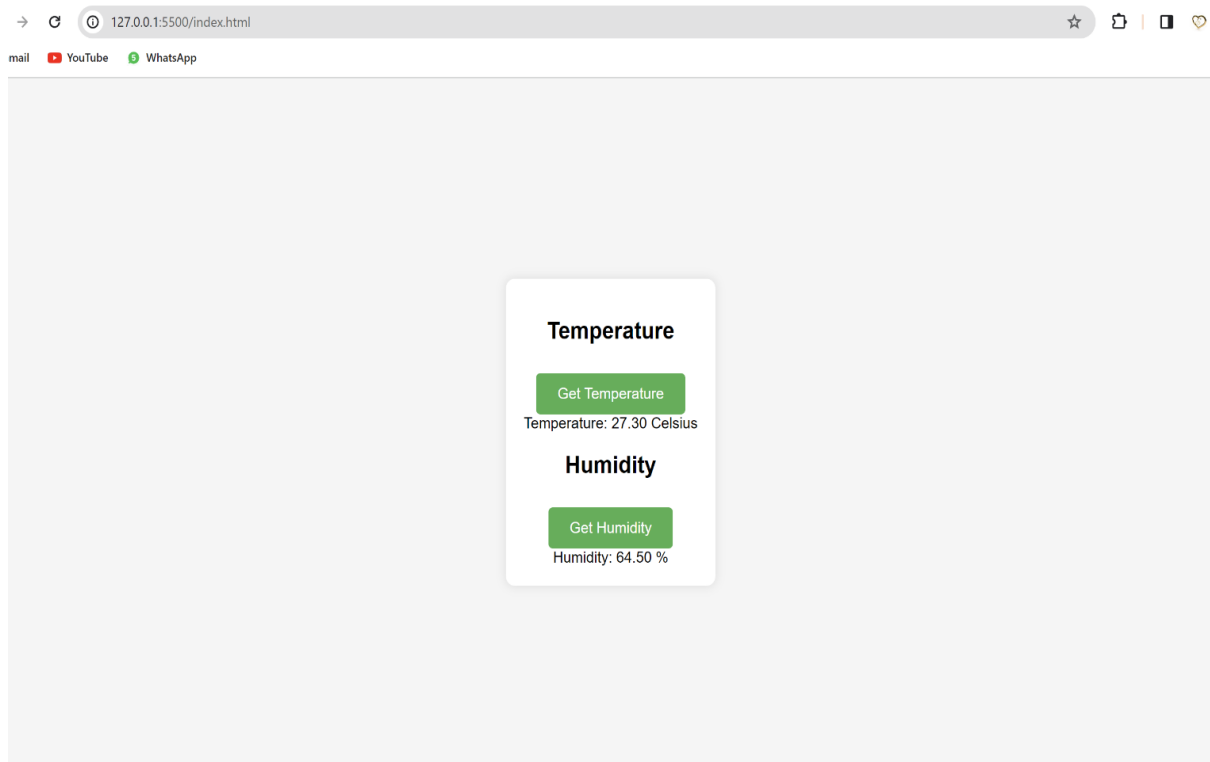 127.0.0.1:5500/index.html
mail YouTube WhatsApp
Temperature
Get Temperature
Temperature: 27.30 Celsius
Humidity
Get Humidity
Humidity: 64.50 %